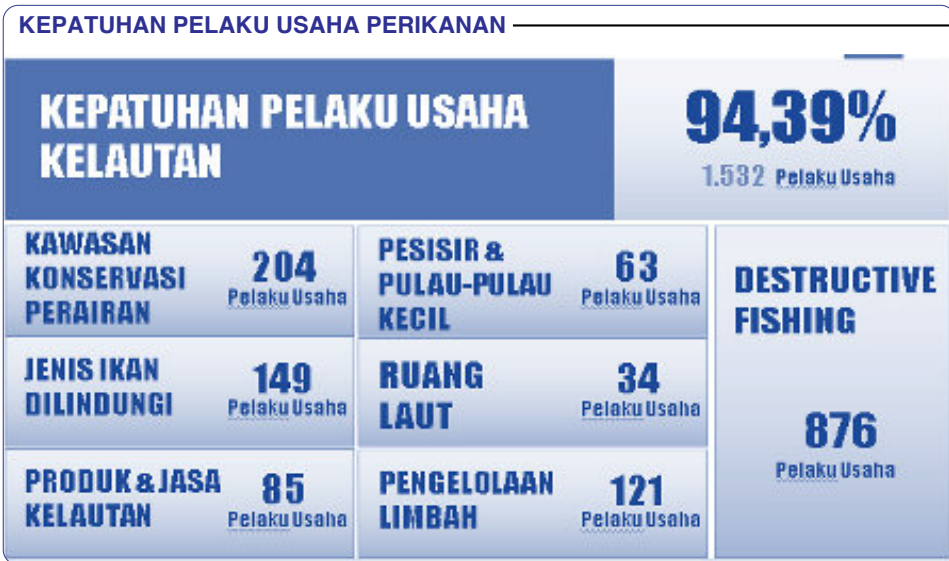 KEPATUHAN PELAKU USAHA PERIKANAN
KEPATUHAN PELAKU USAHA
KELAUTAN
94,39%
1.532 Pelaku Usaha
KAWASAN
KONSERVASI
PERAIRAN
204
Pelaku Usaha
PESISIR &
PULAU-PULAU
KECIL
63
Pelaku Usaha
DESTRUCTIVE
FISHING
876
Pelaku Usaha
JENIS IKAN
DILINDUNGI
149
Pelaku Usaha
RUANG
LAUT
34
Pelaku Usaha
PRODUK & JASA
KELAUTAN
85
Pelaku Usaha
PENGELOLAAN
LIMBAH
121
Pelaku Usaha